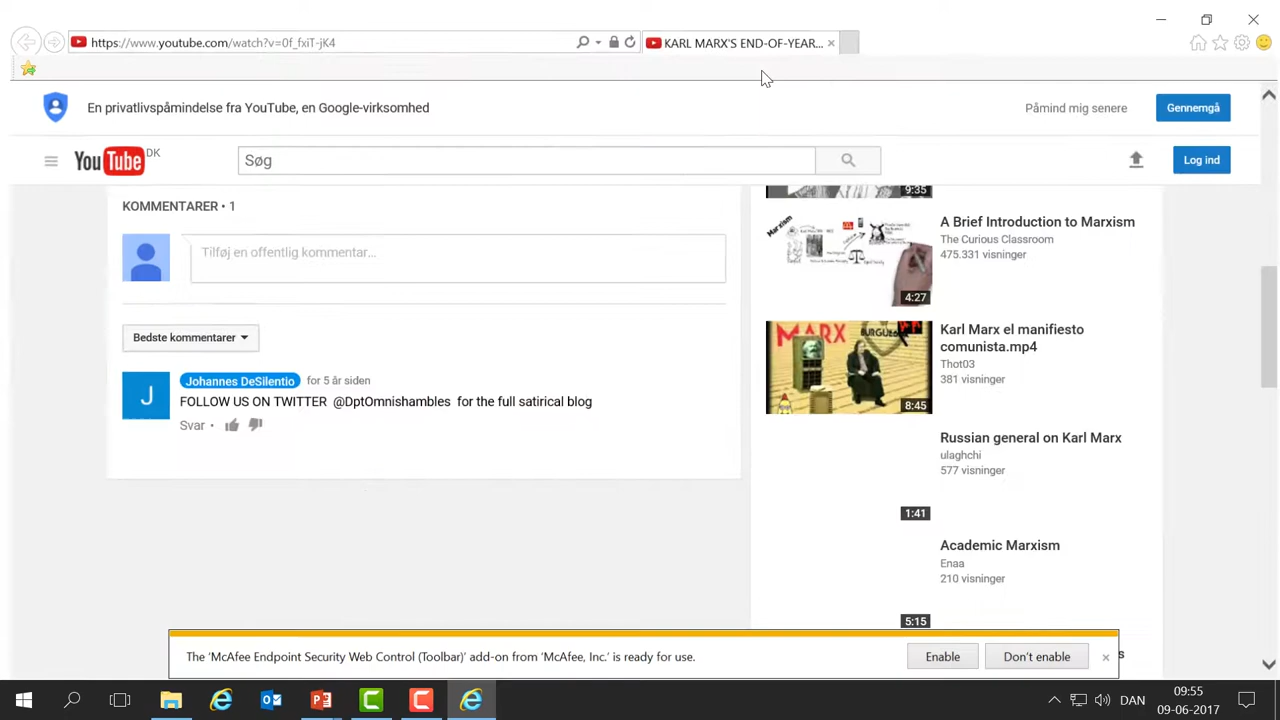 https://www.youtube.com/watch?v=0f_fxiT-jK4
KARL MARX'S END-OF-YEAR...
En privatlivspåmindelse fra YouTube, en Google-virksomhed
Påmind mig senere
Gennemgå
YouTube DK
Søg
Log ind
KOMMENTARER • 1
Tilføj en offentlig kommentar...
Bedste kommentarer
J
Johannes DeSilentio for 5 år siden
FOLLOW US ON TWITTER @DptOmnishambles for the full satirical blog
Svar •
9:35
Marxism
4:27
A Brief Introduction to Marxism
The Curious Classroom
475.331 visninger
MARX
8:45
Karl Marx el manifiesto
comunista.mp4
Thot03
381 visninger
Russian general on Karl Marx
ulaghchi
577 visninger
1:41
Academic Marxism
Enaa
210 visninger
5:15
The 'McAfee Endpoint Security Web Control (Toolbar)' add-on from 'McAfee, Inc.' is ready for use.
Enable
Don't enable
DAN
09:55
09-06-2017